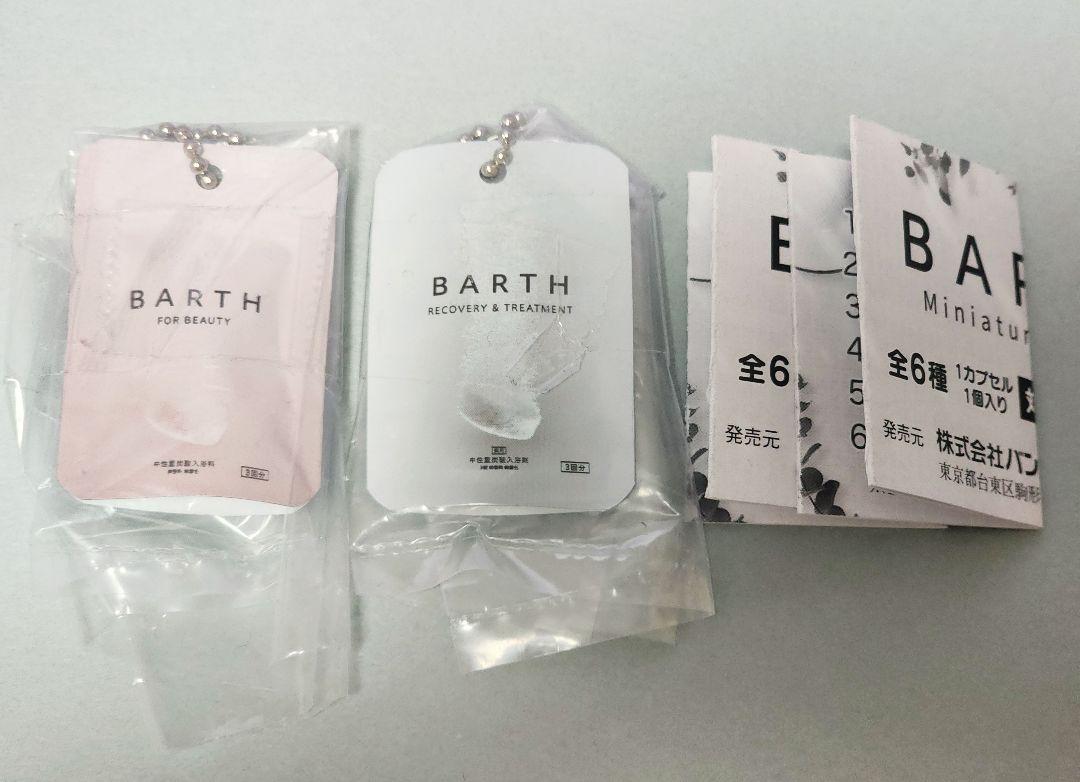 BARTH
FOR BEAUTY
中性重炭酸入浴料
3回分
BARTH
RECOVERY & TREATMENT
薬用
中性重炭酸入浴剤
3回分
全6
発売元
1
2
3
4
5
6
BAR
Miniatur
全6種
1カプセル
1個入り
発売元
株式会社バン
東京都台東区駒形